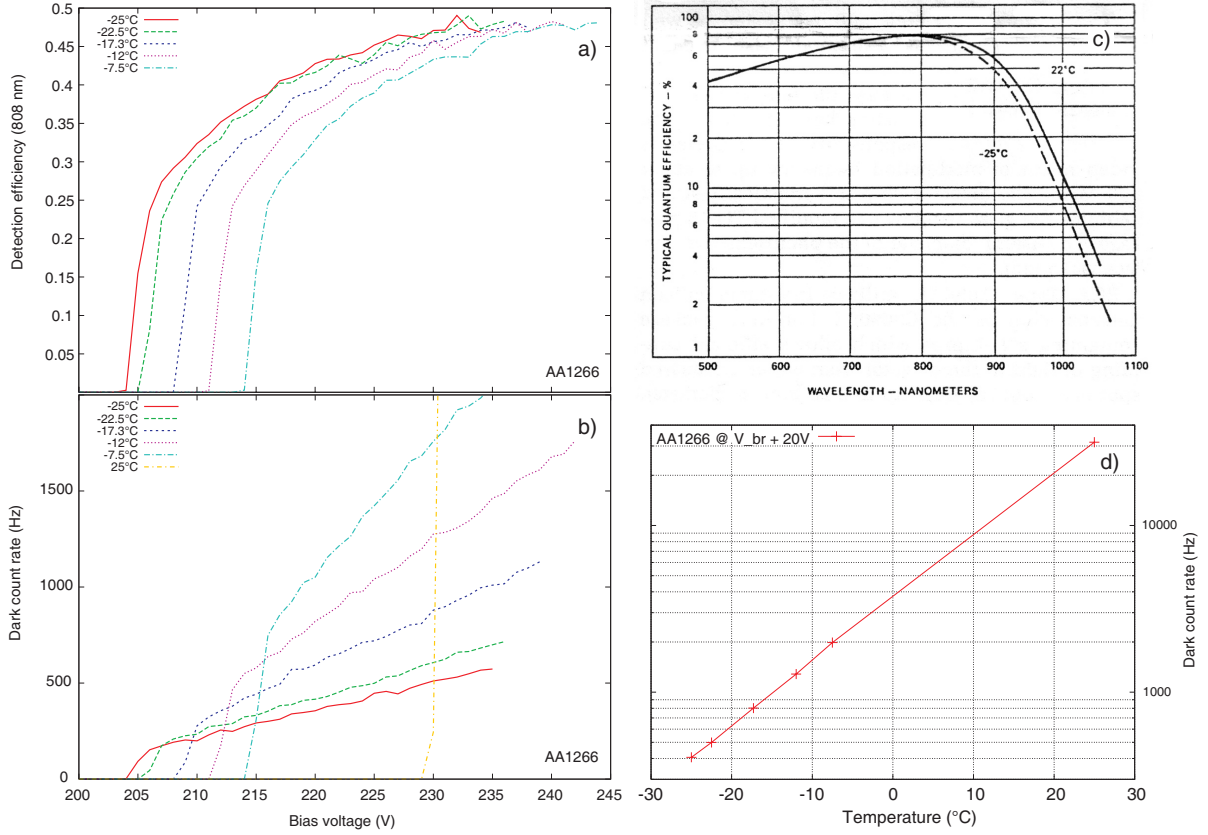 -25°C
-22.5°C
-17.3°C
-12°C
-7.5°C
a)
0.5
0.45
0.4
0.35
0.3
0.25
0.2
0.15
0.1
0.05
Detection efficiency (808 nm)
AA1266
-25°C
-22.5°C
-17.3°C
-12°C
-7.5°C
25°C
b)
1500
1000
500
0
Dark count rate (Hz)
AA1266
200 205 210 215 220 225 230 235 240 245
Bias voltage (V)
c)
100
8
6
4
2
10
8
6
4
2
1
TYPICAL QUANTUM EFFICIENCY – %
22°C
-25°C
500 600 700 800 900 1000 1100
WAVELENGTH – NANOMETERS
AA1266 @ V_br + 20V
d)
10000
1000
Dark count rate (Hz)
-30 -20 -10 0 10 20 30
Temperature (°C)